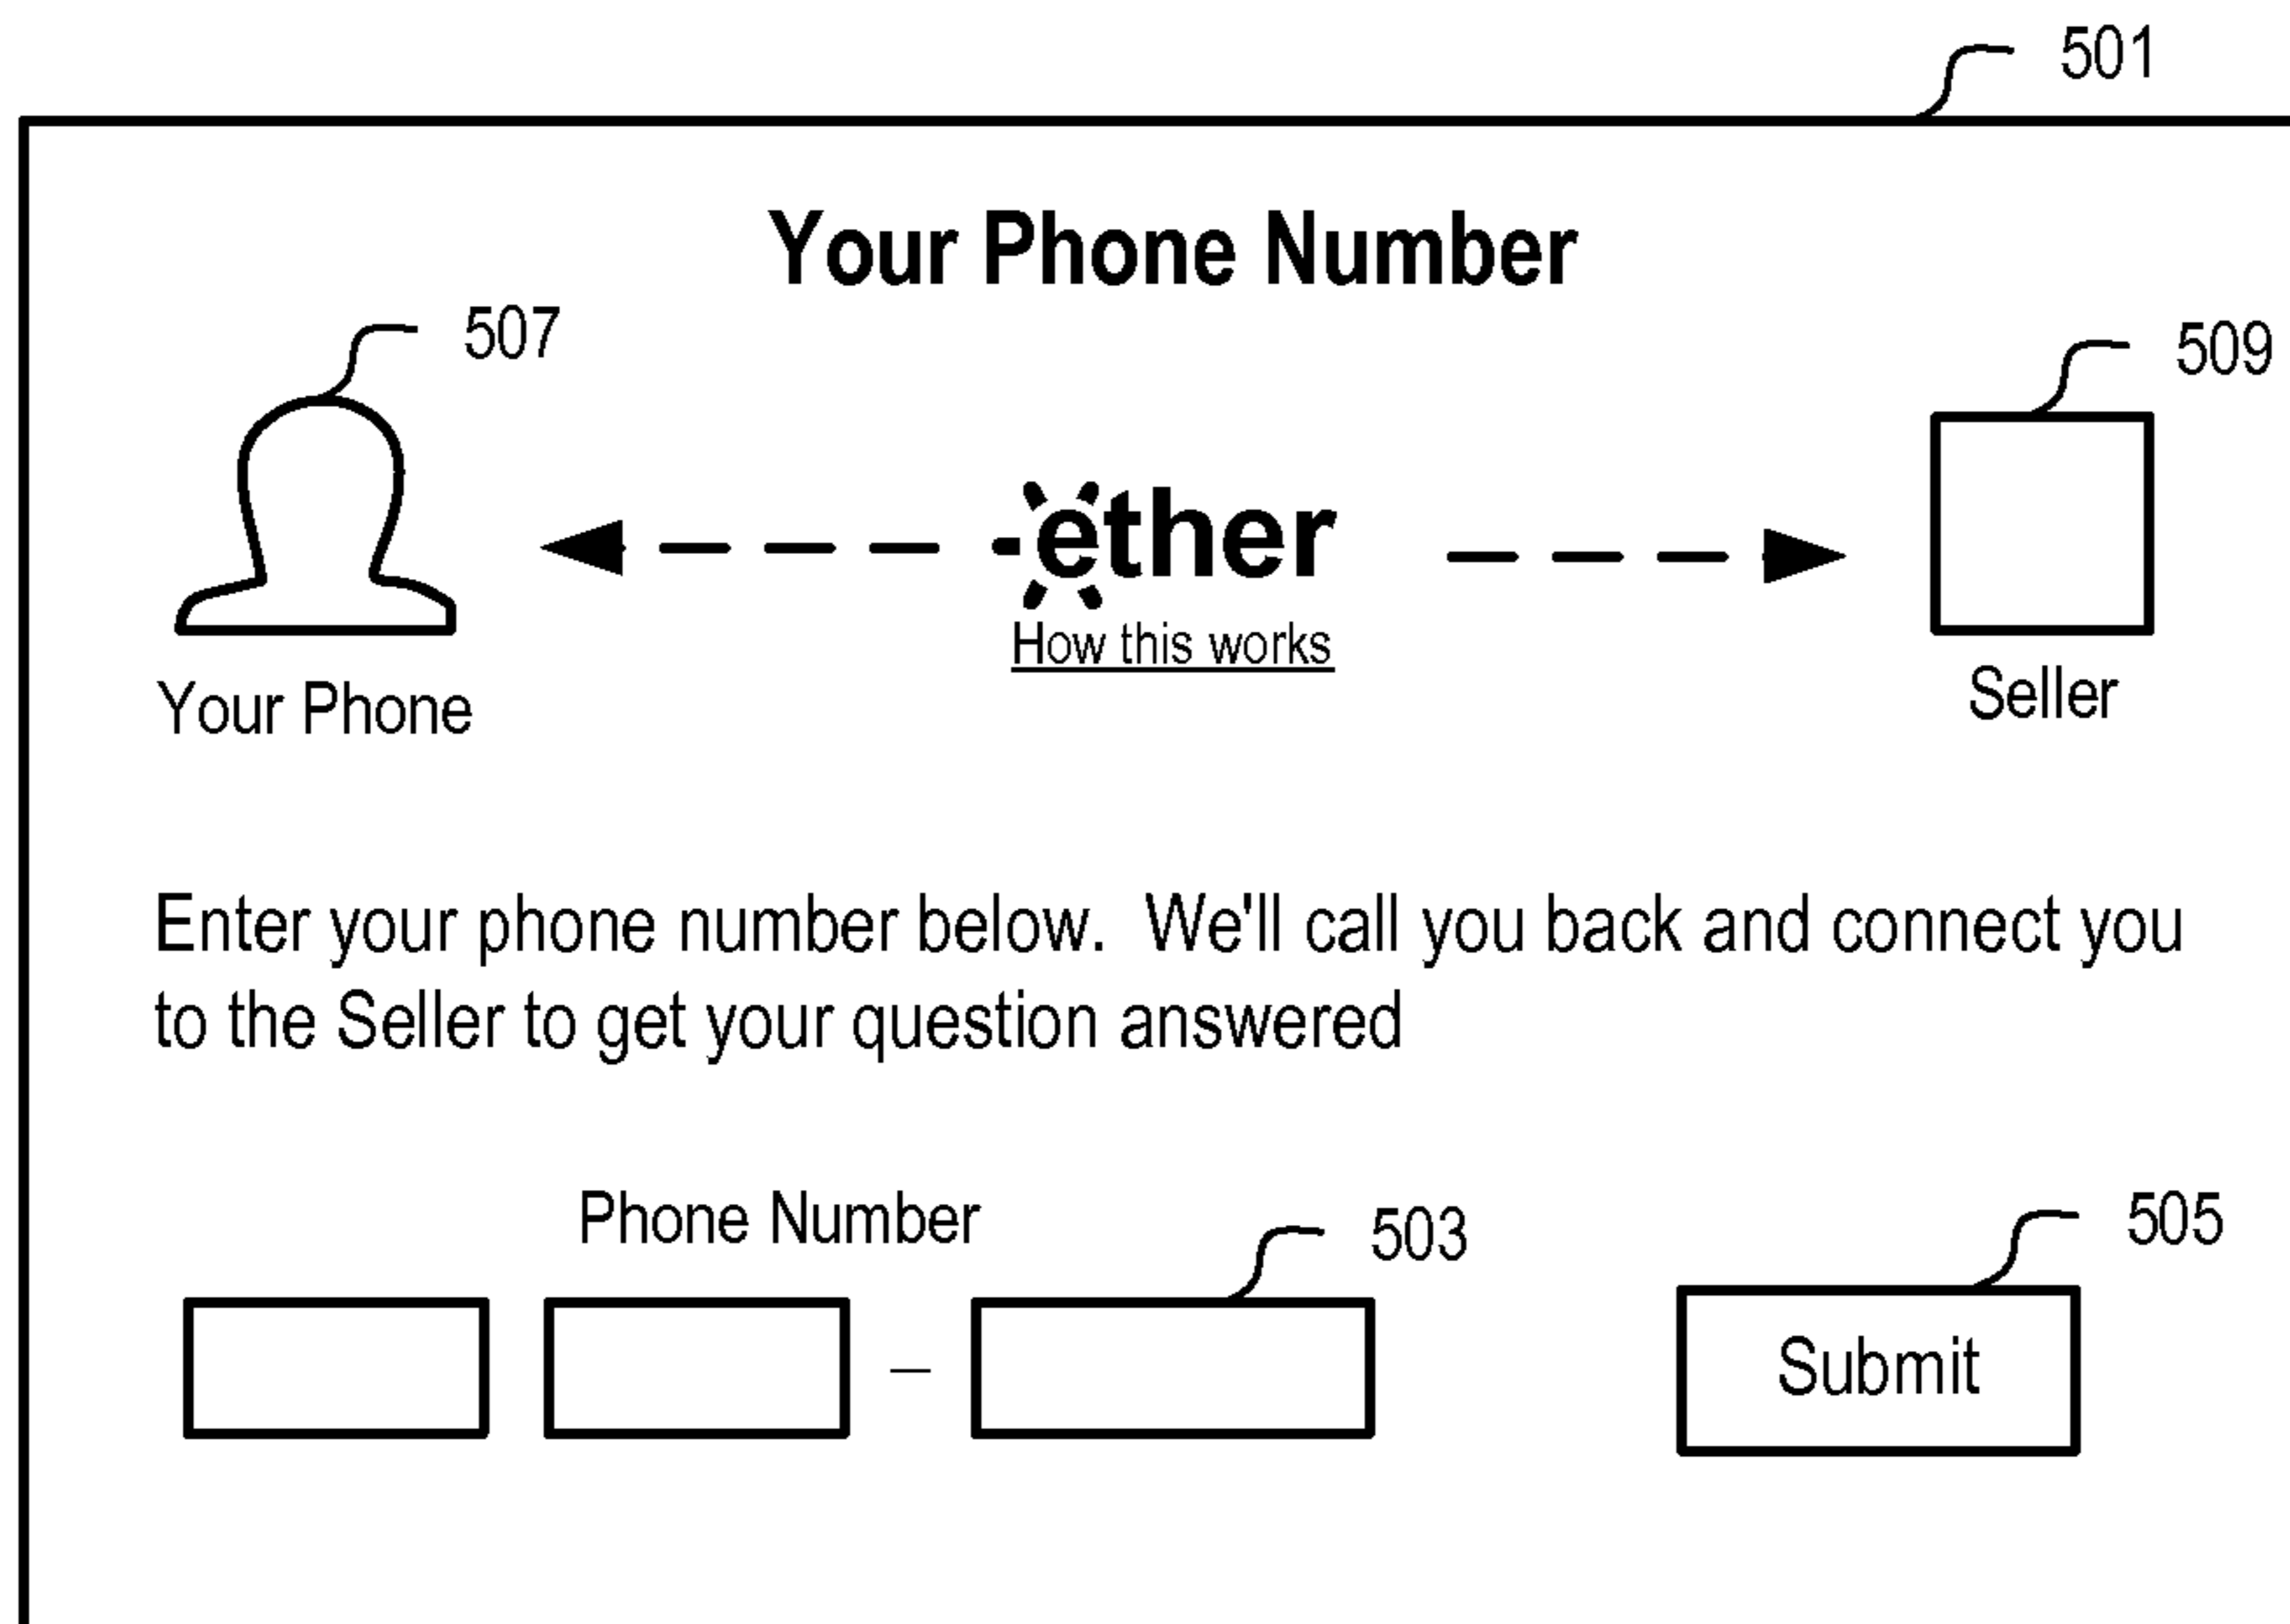 501
Your Phone Number
507
509
ether
How this works
Your Phone
Seller
Enter your phone number below.  We'll call you back and connect you
to the Seller to get your question answered
Phone Number
503
505
–
Submit